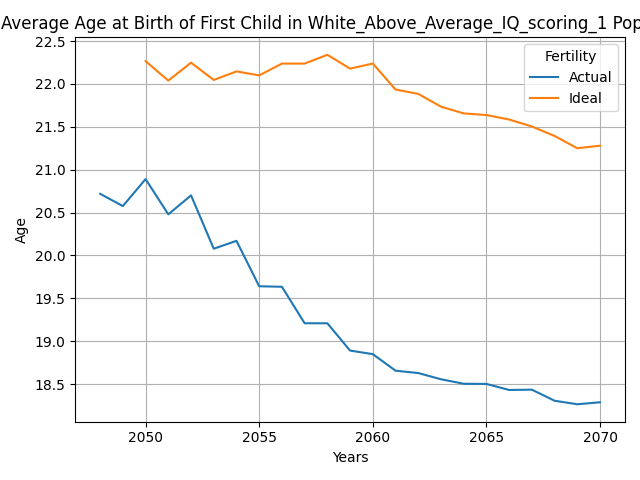 Average Age at Birth of First Child in White_Above_Average_IQ_scoring_1 Pop
22.5
22.0
21.5
21.0
20.5
20.0
19.5
19.0
18.5
Age
Fertility
Actual
Ideal
2050 2055 2060 2065 2070
Years